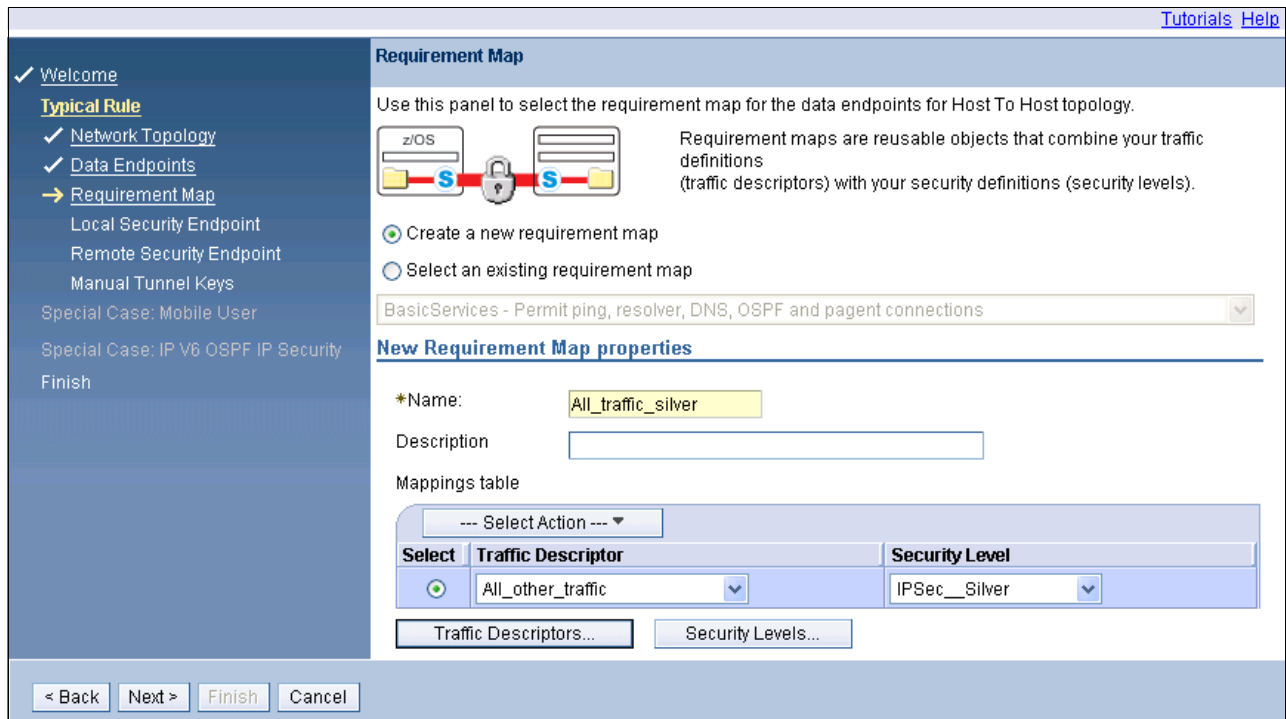 Tutorials Help
Welcome
Typical Rule
Network Topology
Data Endpoints
Requirement Map
Local Security Endpoint
Remote Security Endpoint
Manual Tunnel Keys
Special Case: Mobile User
Special Case: IP V6 OSPF IP Security
Finish
Requirement Map
Use this panel to select the requirement map for the data endpoints for Host To Host topology.
z/OS
S
S
Requirement maps are reusable objects that combine your traffic
definitions
(traffic descriptors) with your security definitions (security levels).
Create a new requirement map
Select an existing requirement map
BasicServices - Permit ping, resolver, DNS, OSPF and pagent connections
New Requirement Map properties
*Name: All_traffic_silver
Description
Mappings table
--- Select Action ---
Select Traffic Descriptor Security Level
All_other_traffic IPSec__Silver
Traffic Descriptors... Security Levels...
< Back Next > Finish Cancel